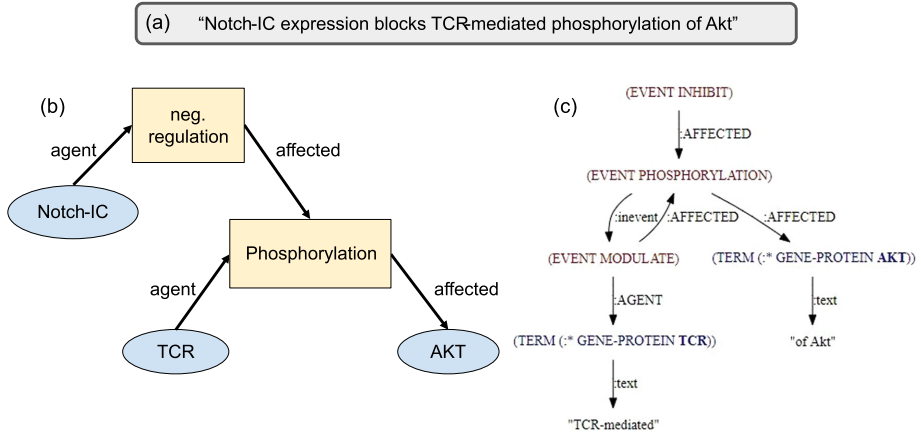 (a) “Notch-IC expression blocks TCR-mediated phosphorylation of Akt”
(b)
neg.
regulation
agent
affected
Notch-IC
Phosphorylation
agent
affected
TCR
AKT
(c)
(EVENT INHIBIT)
:AFFECTED
(EVENT PHOSPHORYLATION)
:inevent :AFFECTED :AFFECTED
(EVENT MODULATE) (TERM (:* GENE-PROTEIN AKT))
:AGENT :text
(TERM (:* GENE-PROTEIN TCR)) "of Akt"
:text
"TCR-mediated"